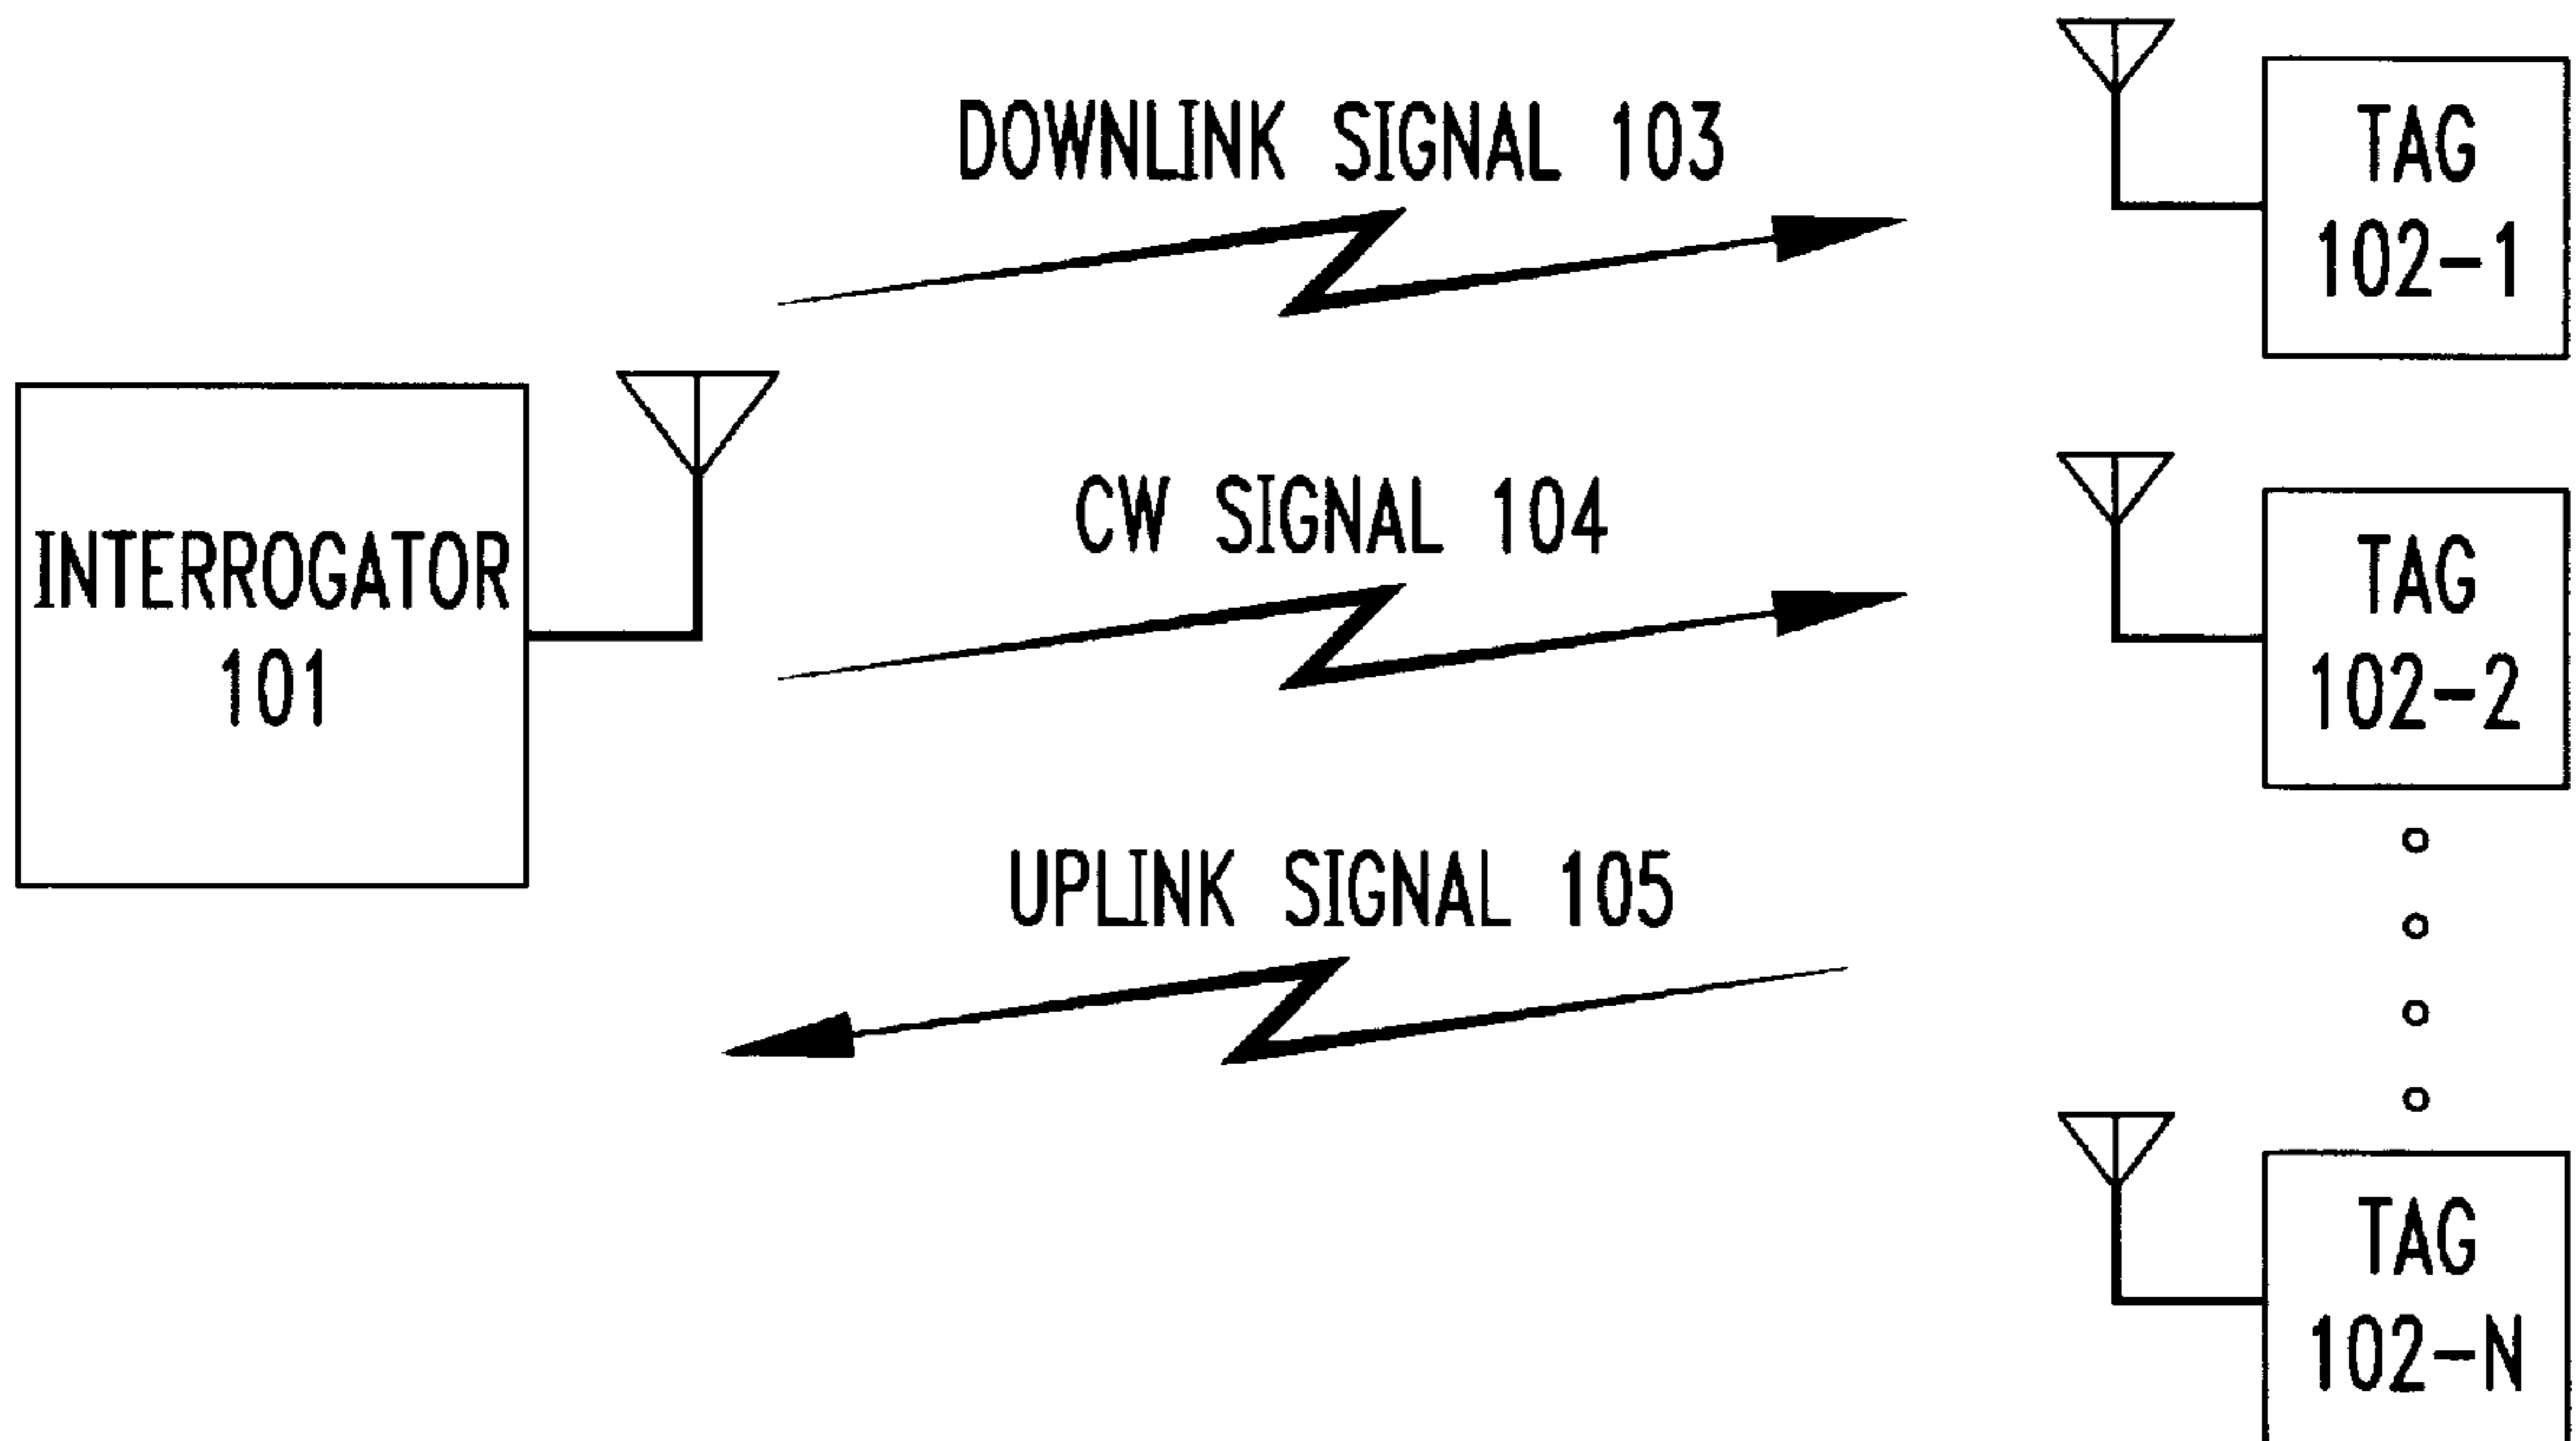 DOWNLINK SIGNAL 103
TAG
102-1
INTERROGATOR
101
CW SIGNAL 104
TAG
102-2
UPLINK SIGNAL 105
TAG
102-N